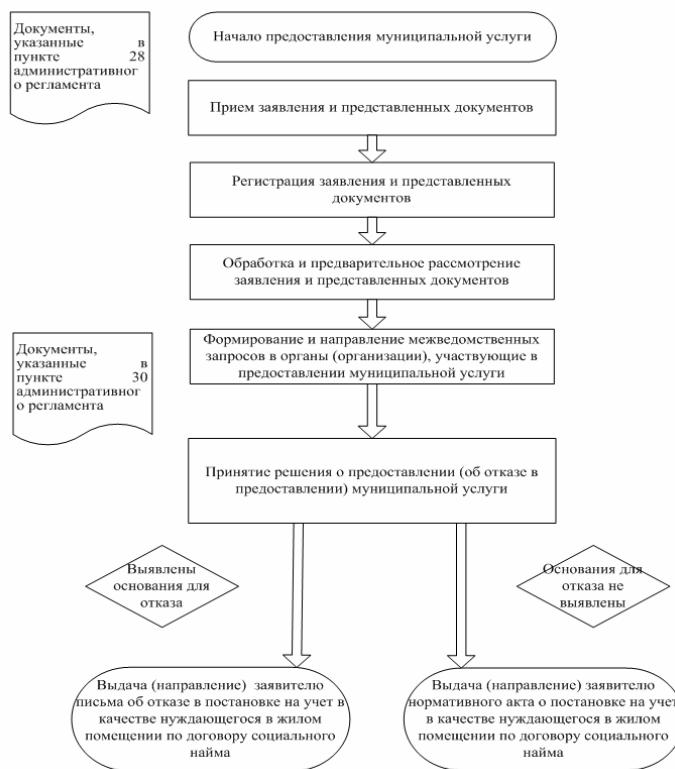 Документы,
указанные в
пункте 28
административног
о регламента
Начало предоставления муниципальной услуги
Прием заявления и представленных документов
Регистрация заявления и представленных
документов
Обработка и предварительное рассмотрение
заявления и представленных документов
Формирование и направление межведомственных
запросов в органы (организации), участвующие в
предоставлении муниципальной услуги
Документы,
указанные в
пункте 30
административног
о регламента
Принятие решения о предоставлении (об отказе в
предоставлении) муниципальной услуги
Выявлены
основания для
отказа
Основания для
отказа не
выявлены
Выдача (направление) заявителю
письма об отказе в постановке на учет в
качестве нуждающегося в жилом
помещении по договору социального
найма
Выдача (направление) заявителю
нормативного акта о постановке на учет
в качестве нуждающегося в жилом
помещении по договору социального
найма